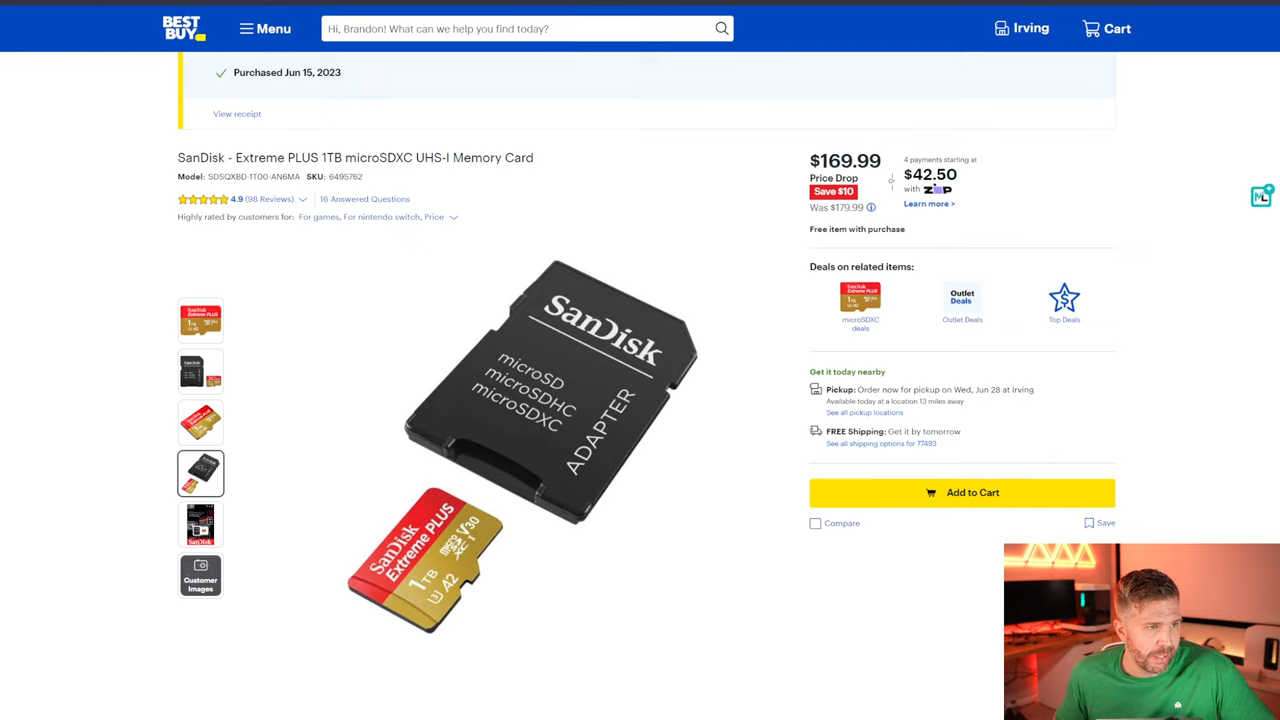 BEST BUY
Menu
Hi, Brandon! What can we help you find today?
Irving
Cart
Purchased Jun 15, 2023
View receipt
SanDisk - Extreme PLUS 1TB microSDXC UHS-I Memory Card
Model: SDSQXBD-1T00-AN6MA SKU: 6495762
4.9 (98 Reviews) 16 Answered Questions
Highly rated by customers for: For games, For nintendo switch, Price
$169.99
Price Drop
Save $10
Was $179.99
or
4 payments starting at
$42.50
with ZIP
Learn more >
Free item with purchase
Deals on related items:
microSDXC deals
Outlet Deals
Outlet Deals
Top Deals
Get it today nearby
Pickup: Order now for pickup on Wed, Jun 28 at Irving
Available today at a location 13 miles away
See all pickup locations
FREE Shipping: Get it by tomorrow
See all shipping options for 77493
Add to Cart
Compare
Save
SanDisk
microSD
microSDHC
microSDXC
ADAPTER
SanDisk
Extreme PLUS
1TB
A2
V30
micro SD XC I
3
Customer Images